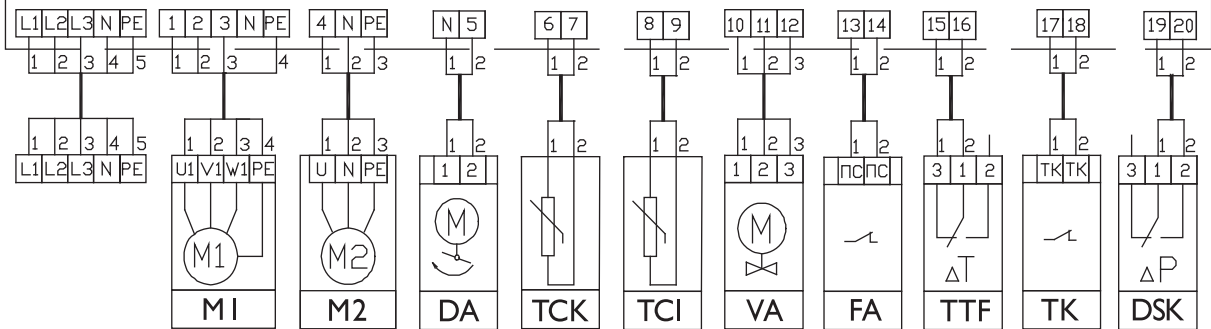 L1 L2 L3 N PE 1 2 3 N PE 4 N PE N 5 6 7 8 9 10 11 12 13 14 15 16 17 18 19 20
1 2 3 4 5 1 2 3 4 1 2 3 1 2 1 2 1 2 1 2 3 1 2 1 2 1 2 1 2
1 2 3 4 5 1 2 3 4 1 2 3 1 2 1 2 1 2 1 2 3 1 2 1 2 1 2 1 2
L1 L2 L3 N PE U1 V1 W1 PE U N PE 1 2 1 2 3 ПС ПС 3 1 2 ТК ТК 3 1 2
M1 M2 M M
ΔT ΔP
M1 M2 DA TCK TCI VA FA TTF TK DSK